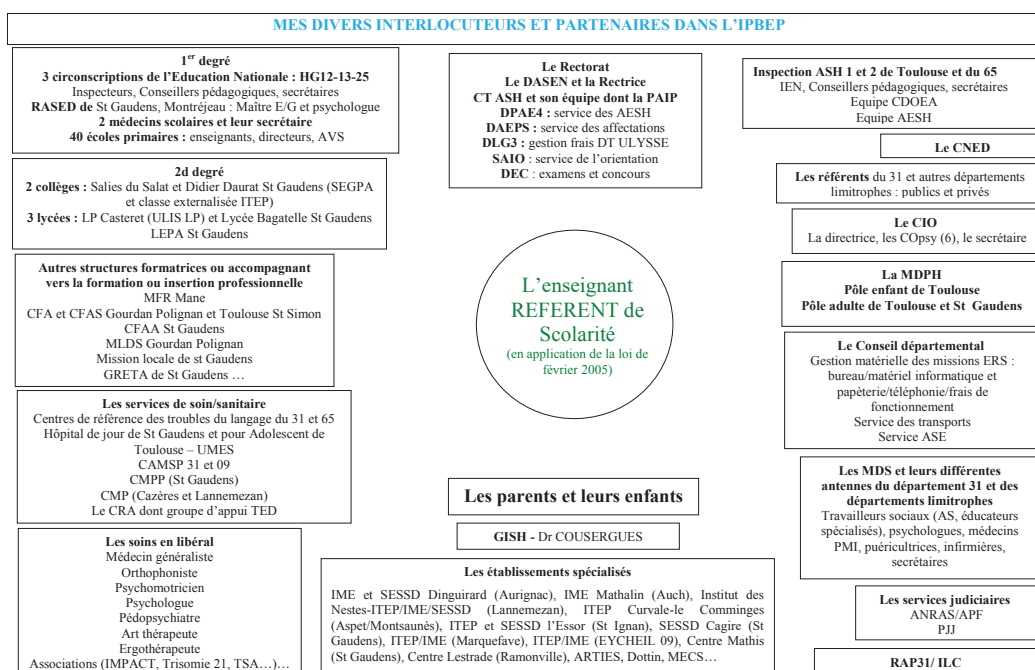 MES DIVERS INTERLOCUTEURS ET PARTENAIRES DANS L'IPBEP
1er degré
3 circonscriptions de l'Education Nationale : HG12-13-25
Inspecteurs, Conseillers pédagogiques, secrétaires
RASED de St Gaudens, Montréjeau : Maître E/G et psychologue
2 médecins scolaires et leur secrétaire
40 écoles primaires : enseignants, directeurs, AVS
2d degré
2 collèges : Salies du Salat et Didier Daurat St Gaudens (SEGPA
et classe externalisée ITEP)
3 lycées : LP Casteret (ULIS LP) et Lycée Bagatelle St Gaudens
LEPA St Gaudens
Autres structures formatrices ou accompagnant
vers la formation ou insertion professionnelle
MFR Mane
CFA et CFAS Gourdan Polignan et Toulouse St Simon
CFAA St Gaudens
MLDS Gourdan Polignan
Mission locale de st Gaudens
GRETA de St Gaudens …
Les services de soin/sanitaire
Centres de référence des troubles du langage du 31 et 65
Hôpital de jour de St Gaudens et pour Adolescent de
Toulouse – UMES
CAMSP 31 et 09
CMPP (St Gaudens)
CMP (Cazères et Lannemezan)
Le CRA dont groupe d'appui TED
Les soins en libéral
Médecin généraliste
Orthophoniste
Psychomotricien
Psychologue
Pédopsychiatre
Art thérapeute
Ergothérapeute
Associations (IMPACT, Trisomie 21, TSA…)…
Le Rectorat
Le DASEN et la Rectrice
CT ASH et son équipe dont la PAIP
DPAE4 : service des AESH
DAEPS : service des affectations
DLG3 : gestion frais DT ULYSSE
SAIO : service de l'orientation
DEC : examens et concours
L'enseignant
REFERENT de
Scolarité
(en application de la loi de
février 2005)
Les parents et leurs enfants
GISH - Dr COUSERGUES
Les établissements spécialisés
IME et SESSD Dinguirard (Aurignac), IME Mathalin (Auch), Institut des
Nestes-ITEP/IME/SESSD (Lannemezan), ITEP Curvale-le Comminges
(Aspet/Montsaunès), ITEP et SESSD l'Essor (St Ignan), SESSD Cagire (St
Gaudens), ITEP/IME (Marquefave), ITEP/IME (EYCHEIL 09), Centre Mathis
(St Gaudens), Centre Lestrade (Ramonville), ARTIES, Dottin, MECS…
Inspection ASH 1 et 2 de Toulouse et du 65
IEN, Conseillers pédagogiques, secrétaires
Equipe CDOEA
Equipe AESH
Le CNED
Les référents du 31 et autres départements
limitrophes : publics et privés
Le CIO
La directrice, les COpsy (6), le secrétaire
La MDPH
Pôle enfant de Toulouse
Pôle adulte de Toulouse et St Gaudens
Le Conseil départemental
Gestion matérielle des missions ERS :
bureau/matériel informatique et
papèterie/téléphonie/frais de
fonctionnement
Service des transports
Service ASE
Les MDS et leurs différentes
antennes du département 31 et des
départements limitrophes
Travailleurs sociaux (AS, éducateurs
spécialisés), psychologues, médecins
PMI, puéricultrices, infirmières,
secrétaires
Les services judiciaires
ANRAS/APF
PJJ
RAP31/ ILC